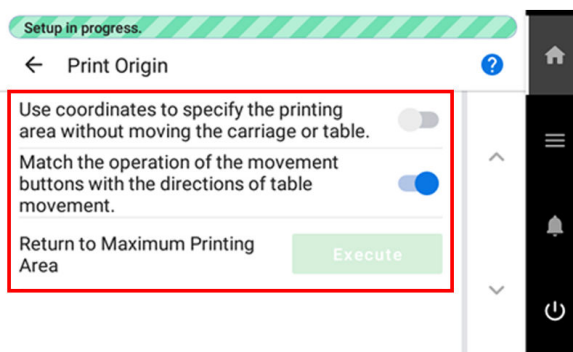 Setup in progress.
Print Origin
Use coordinates to specify the printing
area without moving the carriage or table.
Match the operation of the movement
buttons with the directions of table
movement.
Return to Maximum Printing
Area
Execute